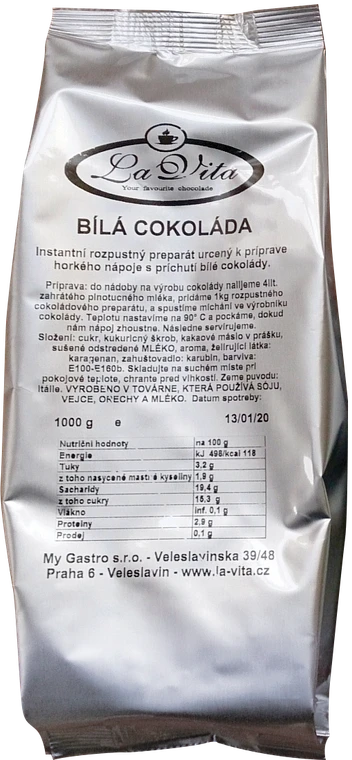 La Vita
Your favourite chocolade
BÍLÁ COKOLÁDA
Instantní rozpustný preparát urcený k príprave
horkého nápoje s príchutí bílé cokolády.
Príprava: do nádoby na výrobu cokolády nalijeme 4lit.
zahrátého plnotucného mléka, pridáme 1kg rozpustného
cokoládového preparátu, a spustíme míchání ve výrobníku
cokolády. Teplotu nastavíme na 90° C a pockáme, dokud
nám nápoj zhoustne. Následne servírujeme.
Složení: cukr, kukuricný škrob, kakaové máslo v prášku,
sušené odstredené MLÉKO, aroma, želírující látka:
karagenan, zahuštovadlo: karubin, barviva:
E100-E160b. Skladujte na suchém míste pri
pokojové teplote, chrante pred vlhkostí. Zeme puvodu:
Itálie. VYROBENO V TOVÁRNE, KTERÁ POUŽÍVÁ SÓJU,
VEJCE, ORECHY A MLÉKO. Datum spotreby:
1000 g e 13/01/20
Nutriční hodnoty na 100 g
Energie kJ 498/kcal 118
Tuky 3,2 g
z toho nasycené mastné kyseliny 1,9 g
Sacharidy 19,4 g
z toho cukry 15,3 g
Vlákno inf. 0,1 g
Proteiny 2,9 g
Prodej 0,1 g
My Gastro s.r.o. - Veleslavinska 39/48
Praha 6 - Veleslavin - www.la-vita.cz